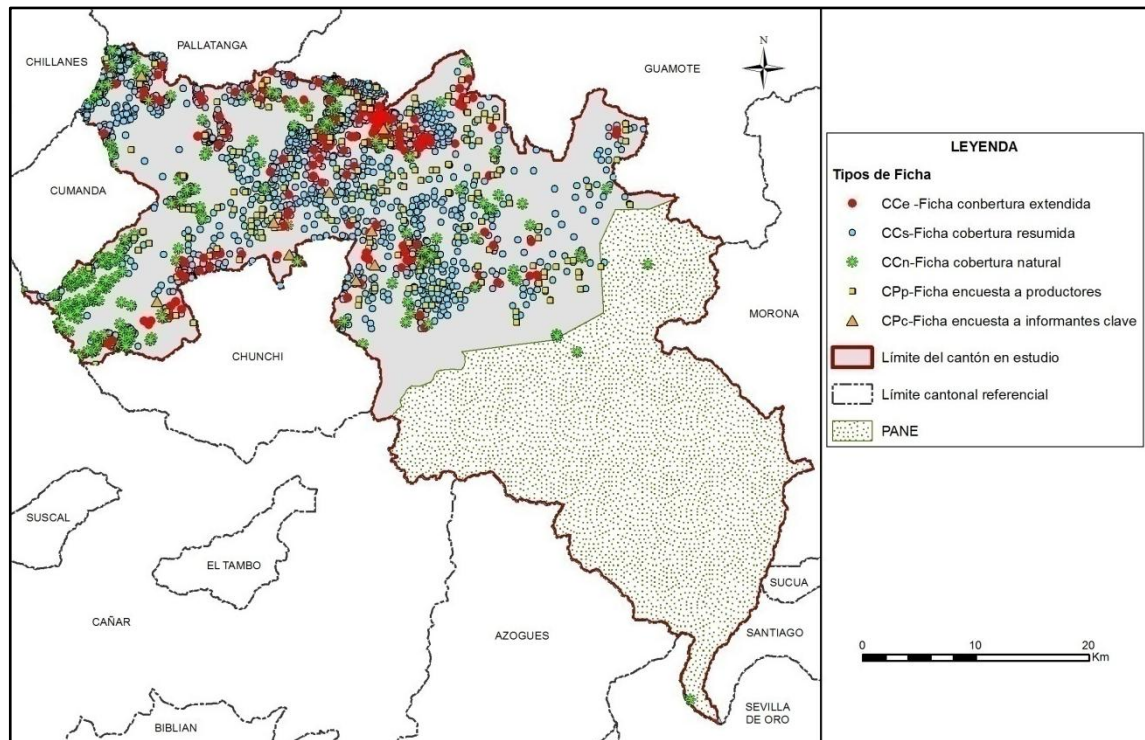 PALLATANGA
CHILLANES
N
GUAMOTE
CUMANDA
MORONA
CHUNCHI
SUSCAL
EL TAMBO
SUCUA
CAÑAR
AZOGUES
SANTIAGO
SEVILLA
DE ORO
BIBLIAN
LEYENDA
Tipos de Ficha
CCe -Ficha conbertura extendida
CCs-Ficha cobertura resumida
CCn-Ficha cobertura natural
CPp-Ficha encuesta a productores
CPc-Ficha encuesta a informantes clave
Límite del cantón en estudio
Límite cantonal referencial
PANE
0 10 20
Km